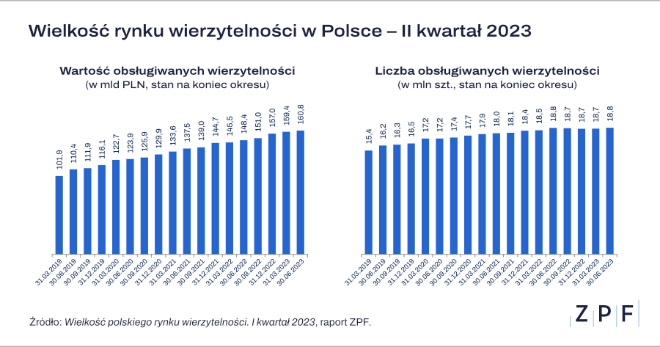 Wielkość rynku wierzytelności w Polsce – II kwartał 2023
Wartość obsługiwanych wierzytelności
(w mld PLN, stan na koniec okresu)
101,9 110,4 111,9 116,1 122,7 123,9 125,9 129,9 133,6 137,5 139,0 144,7 145,5 148,4 151,0 157,0 159,4 160,8
31.03.2019 30.06.2019 30.09.2019 31.12.2019 31.03.2020 30.06.2020 30.09.2020 31.12.2020 31.03.2021 30.06.2021 30.09.2021 31.12.2021 31.03.2022 30.06.2022 30.09.2022 31.12.2022 31.03.2023 30.06.2023
Liczba obsługiwanych wierzytelności
(w mln szt., stan na koniec okresu)
15,4 16,2 16,3 16,5 17,2 17,2 17,4 17,7 17,9 18,0 18,1 18,4 18,5 18,8 18,7 18,7 18,7 18,8
31.03.2019 30.06.2019 30.09.2019 31.12.2019 31.03.2020 30.06.2020 30.09.2020 31.12.2020 31.03.2021 30.06.2021 30.09.2021 31.12.2021 31.03.2022 30.06.2022 30.09.2022 31.12.2022 31.03.2023 30.06.2023
Źródło: Wielkość polskiego rynku wierzytelności. I kwartał 2023, raport ZPF.
ZPF